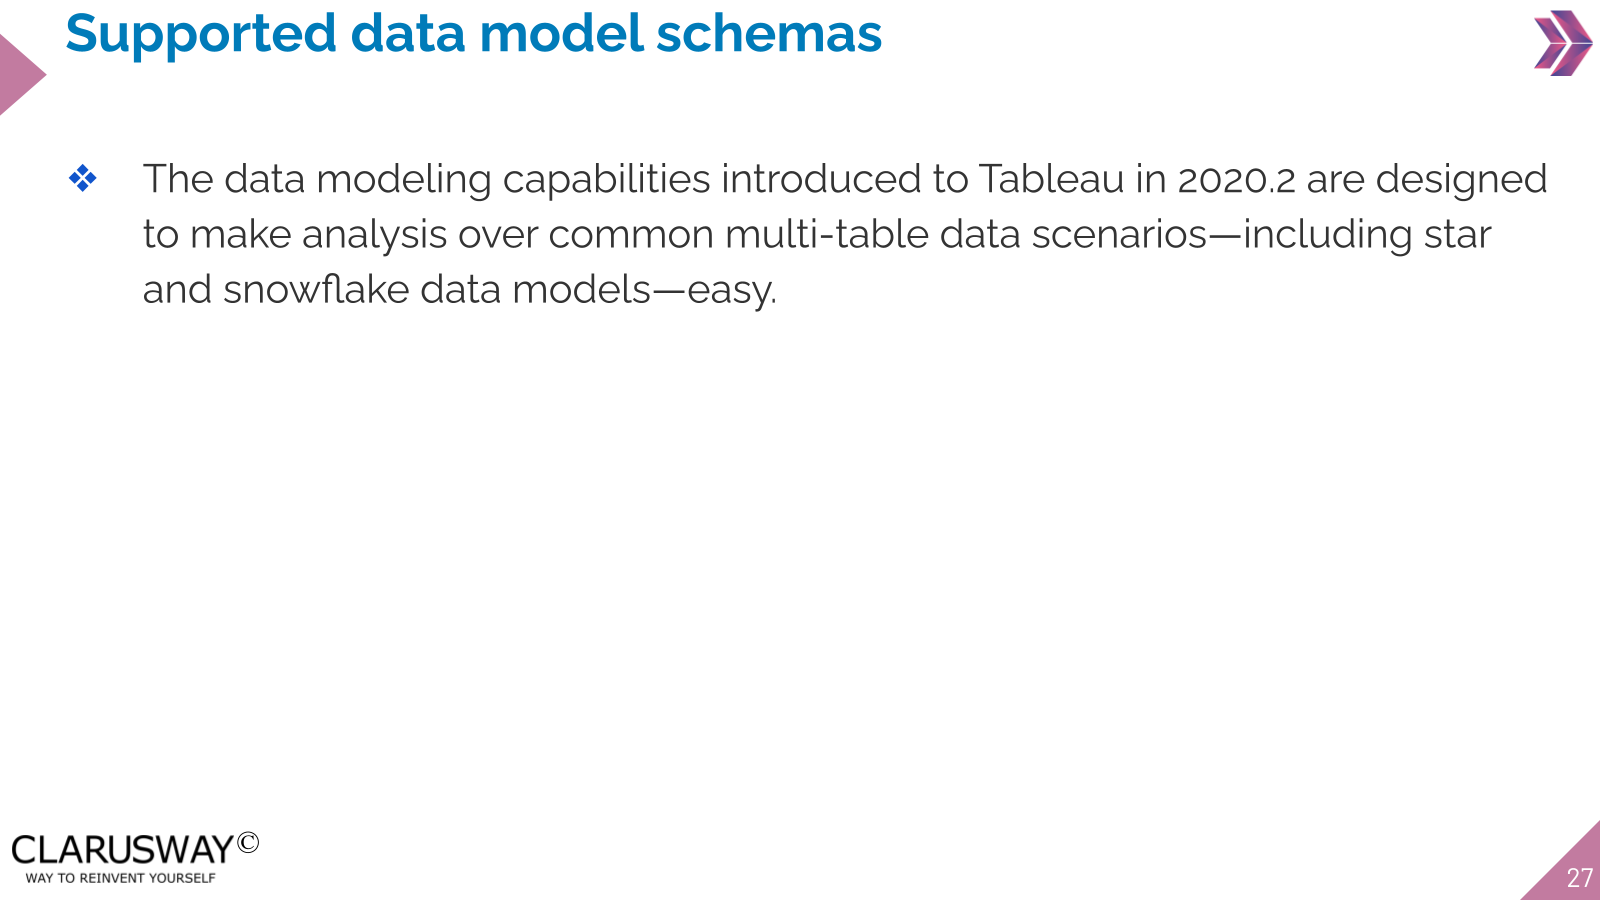 Supported data model schemas
❖ The data modeling capabilities introduced to Tableau in 2020.2 are designed
to make analysis over common multi-table data scenarios—including star
and snowflake data models—easy.
CLARUSWAY©
WAY TO REINVENT YOURSELF
27